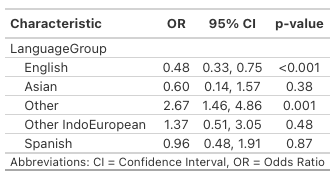 Characteristic OR 95% CI p-value
LanguageGroup
English 0.48 0.33, 0.75 <0.001
Asian 0.60 0.14, 1.57 0.38
Other 2.67 1.46, 4.86 0.001
Other IndoEuropean 1.37 0.51, 3.05 0.48
Spanish 0.96 0.48, 1.91 0.87
Abbreviations: CI = Confidence Interval, OR = Odds Ratio